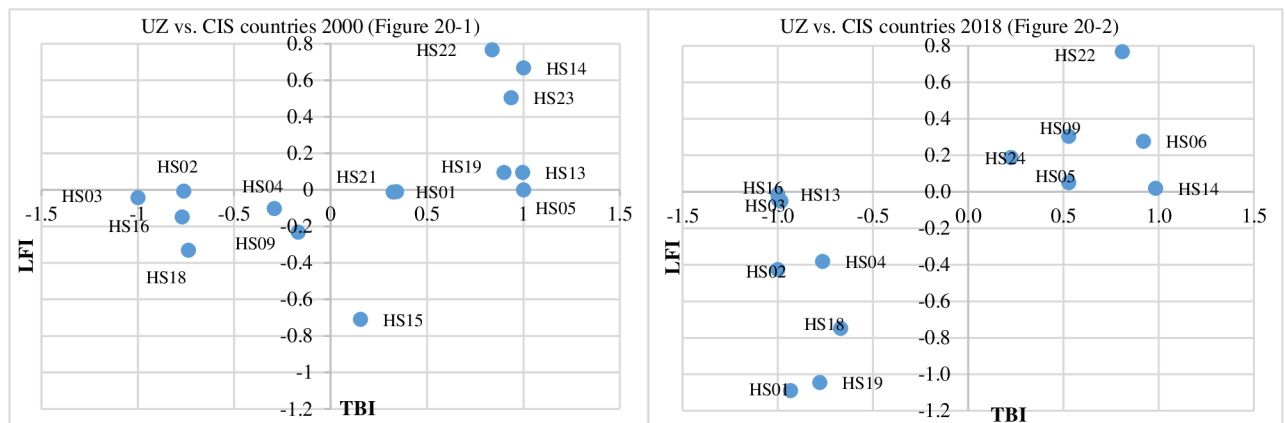 UZ vs. CIS countries 2000 (Figure 20-1)
0.8
HS22
HS14
0.6
HS23
0.4
0.2
HS02
HS19
HS13
HS03
HS04
HS21
0
HS01
-1.5
-1
-0.5
0
0.5
1
1.5
HS05
HS16
-0.2
HS09
LFI
HS18
-0.4
-0.6
HS15
-0.8
-1
-1.2
TBI
UZ vs. CIS countries 2018 (Figure 20-2)
0.8
HS22
0.6
0.4
HS09
HS06
0.2
HS24
HS05
HS16
HS13
0.0
HS14
HS03
-1.5
-1.0
-0.5
0.0
0.5
1.0
1.5
-0.2
LFI
HS02
HS04
-0.4
-0.6
HS18
-0.8
HS01
HS19
-1.0
-1.2
TBI